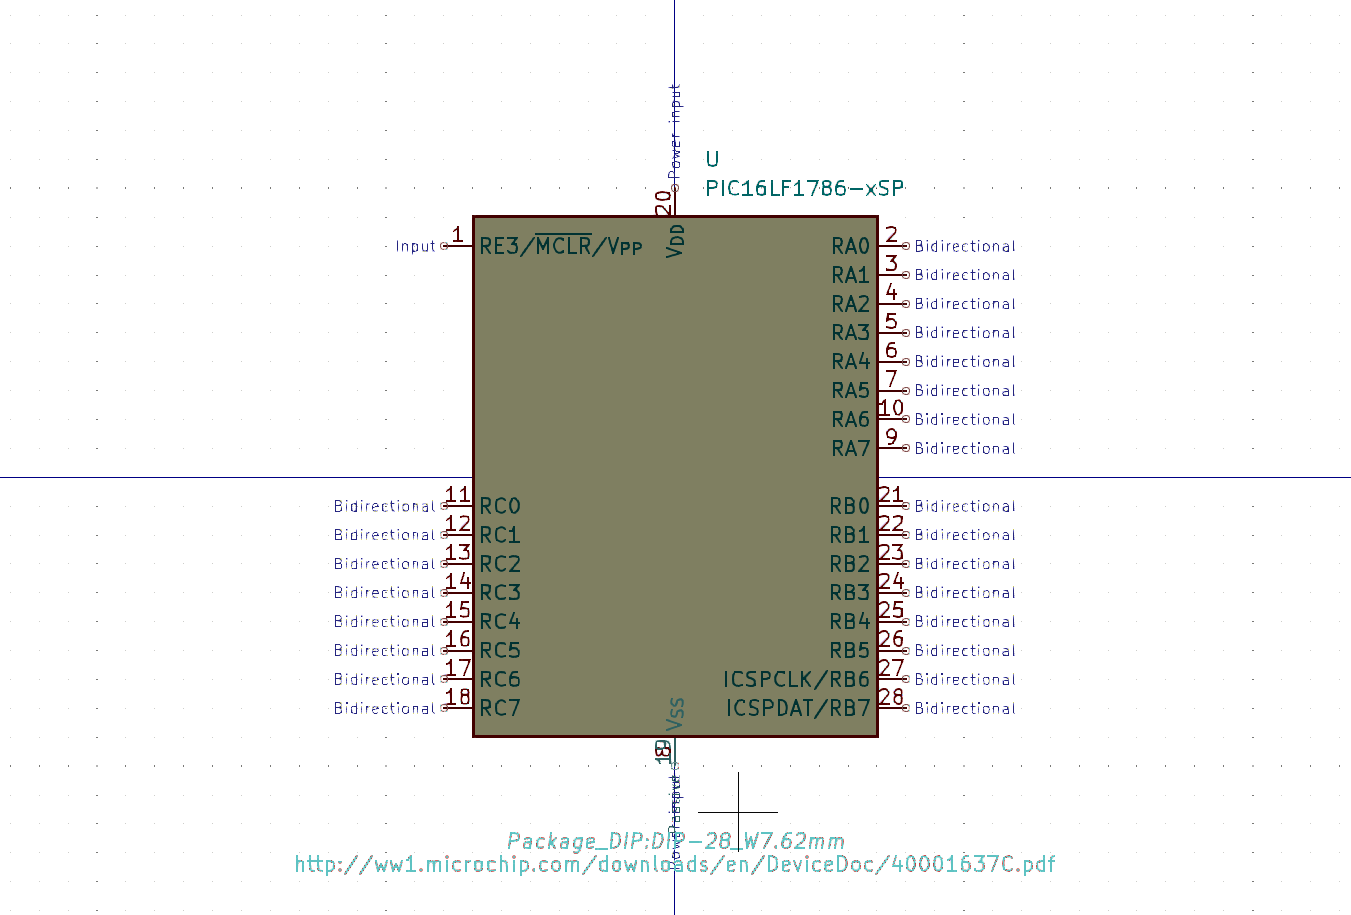 Power input
U
20
PIC16LF1786-xSP
Input 1 RE3/MCLR/VPP VDD RA0 2 Bidirectional
RA1 3 Bidirectional
RA2 4 Bidirectional
RA3 5 Bidirectional
RA4 6 Bidirectional
RA5 7 Bidirectional
RA6 10 Bidirectional
RA7 9 Bidirectional
Bidirectional 11 RC0 RB0 21 Bidirectional
Bidirectional 12 RC1 RB1 22 Bidirectional
Bidirectional 13 RC2 RB2 23 Bidirectional
Bidirectional 14 RC3 RB3 24 Bidirectional
Bidirectional 15 RC4 RB4 25 Bidirectional
Bidirectional 16 RC5 RB5 26 Bidirectional
Bidirectional 17 RC6 ICSPCLK/RB6 27 Bidirectional
Bidirectional 18 RC7 VSS ICSPDAT/RB7 28 Bidirectional
Package_DIP:DIP-28_W7.62mm
http://ww1.microchip.com/downloads/en/DeviceDoc/40001637C.pdf